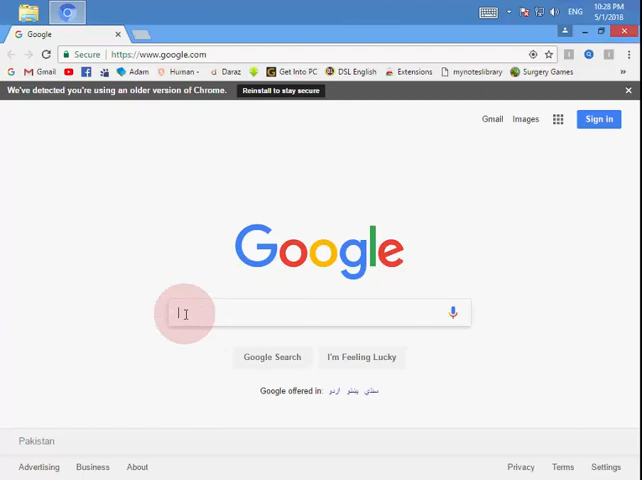 10:28 PM
ENG
5/1/2018
Google
Secure
https://www.google.com
G Gmail Adam Human - Daraz Get Into PC DSL English Extensions mynoteslibrary Surgery Games »
We've detected you're using an older version of Chrome. Reinstall to stay secure
Gmail Images Sign in
Google
Google Search I'm Feeling Lucky
Google offered in: اردو پښتو سنڌي
Pakistan
Advertising Business About Privacy Terms Settings